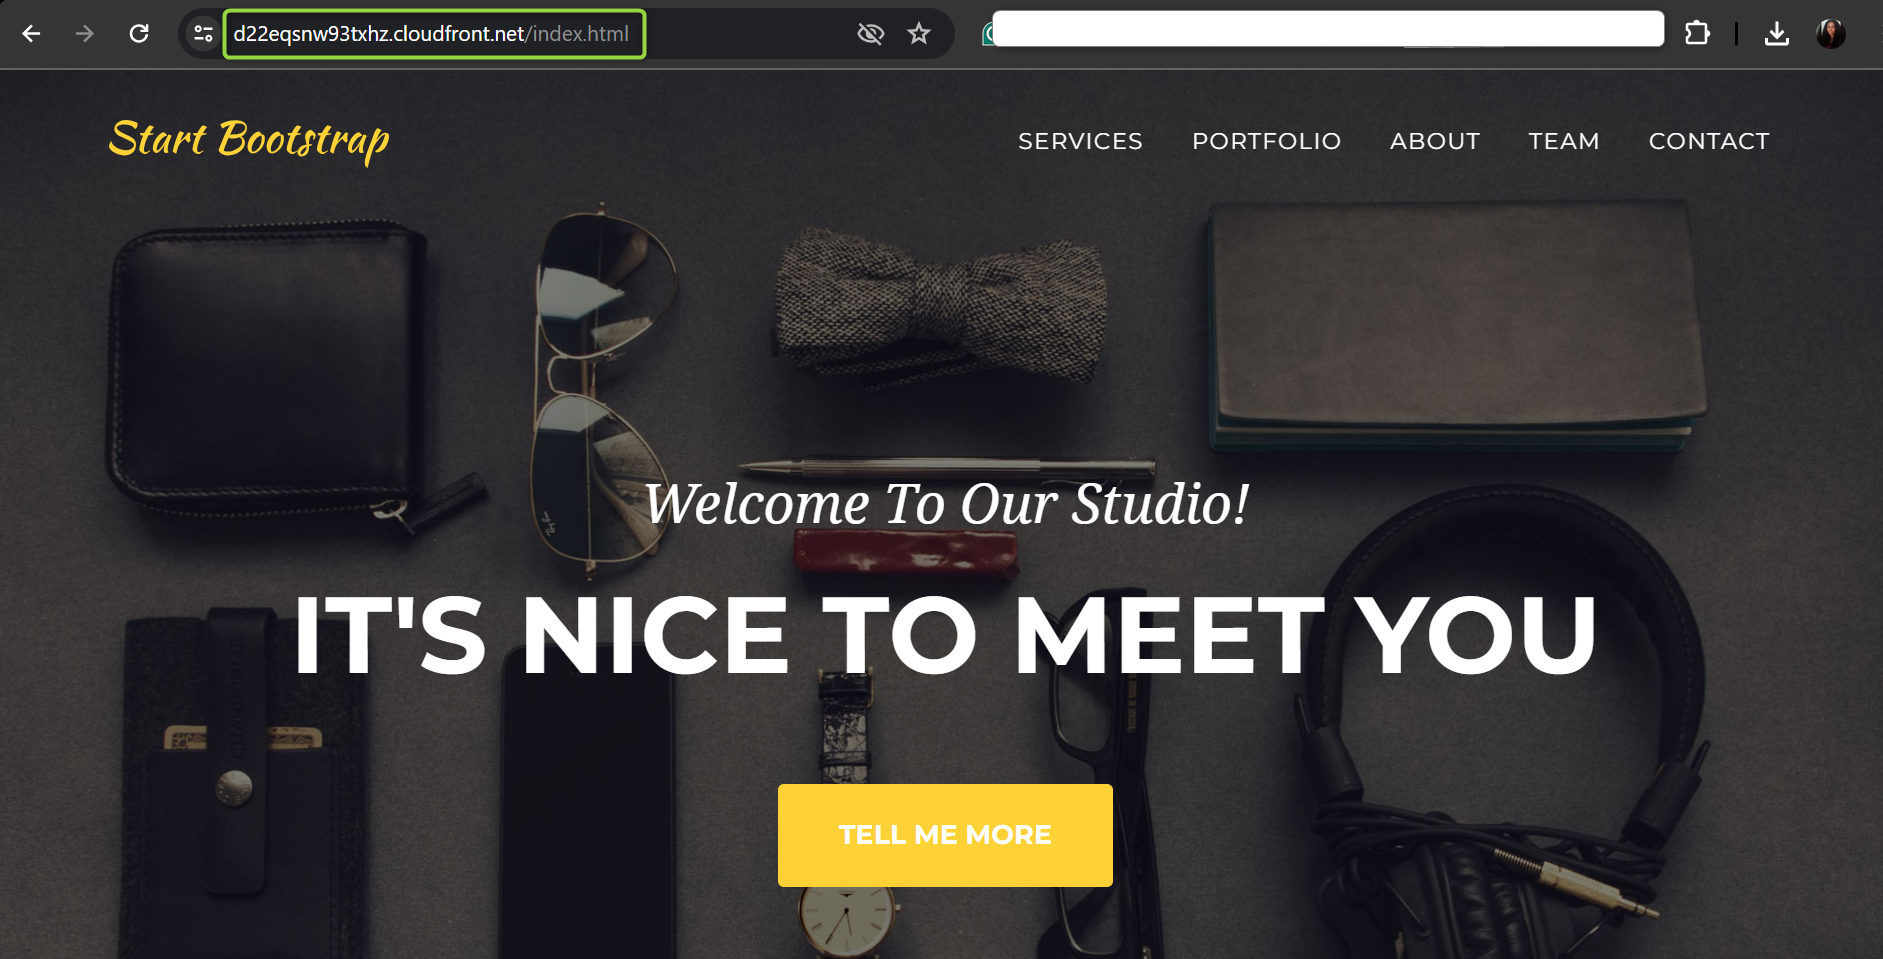 d22eqsnw93txhz.cloudfront.net/index.html
Start Bootstrap
SERVICES PORTFOLIO ABOUT TEAM CONTACT
Welcome To Our Studio!
IT'S NICE TO MEET YOU
TELL ME MORE